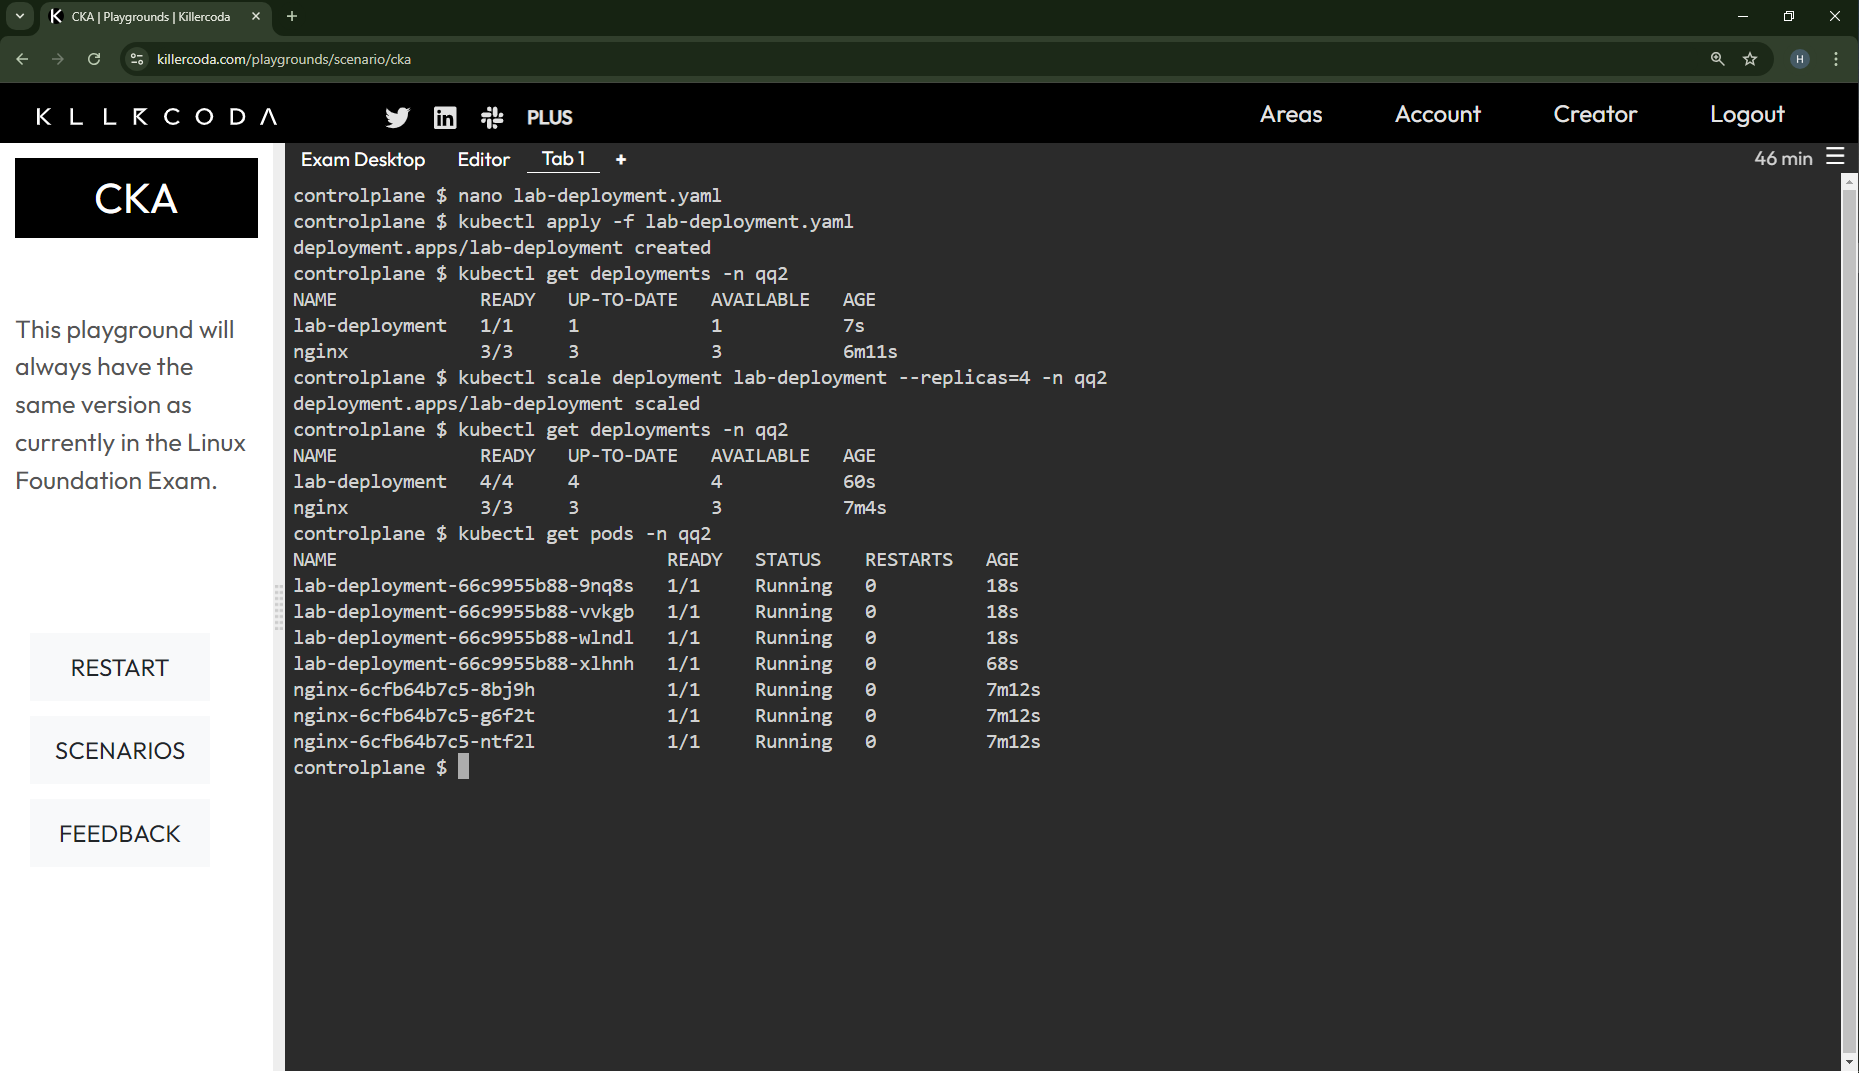 CKA | Playgrounds | Killercoda
killercoda.com/playgrounds/scenario/cka
H
KLLRCODA
PLUS
Areas
Account
Creator
Logout
CKA
This playground will
always have the
same version as
currently in the Linux
Foundation Exam.
RESTART
SCENARIOS
FEEDBACK
Exam Desktop Editor Tab 1 +
46 min
controlplane $ nano lab-deployment.yaml
controlplane $ kubectl apply -f lab-deployment.yaml
deployment.apps/lab-deployment created
controlplane $ kubectl get deployments -n qq2
NAME READY UP-TO-DATE AVAILABLE AGE
lab-deployment 1/1 1 1 7s
nginx 3/3 3 3 6m11s
controlplane $ kubectl scale deployment lab-deployment --replicas=4 -n qq2
deployment.apps/lab-deployment scaled
controlplane $ kubectl get deployments -n qq2
NAME READY UP-TO-DATE AVAILABLE AGE
lab-deployment 4/4 4 4 60s
nginx 3/3 3 3 7m4s
controlplane $ kubectl get pods -n qq2
NAME READY STATUS RESTARTS AGE
lab-deployment-66c9955b88-9nq8s 1/1 Running 0 18s
lab-deployment-66c9955b88-vvkgb 1/1 Running 0 18s
lab-deployment-66c9955b88-wlndl 1/1 Running 0 18s
lab-deployment-66c9955b88-xlhnh 1/1 Running 0 68s
nginx-6cfb64b7c5-8bj9h 1/1 Running 0 7m12s
nginx-6cfb64b7c5-g6f2t 1/1 Running 0 7m12s
nginx-6cfb64b7c5-ntf2l 1/1 Running 0 7m12s
controlplane $